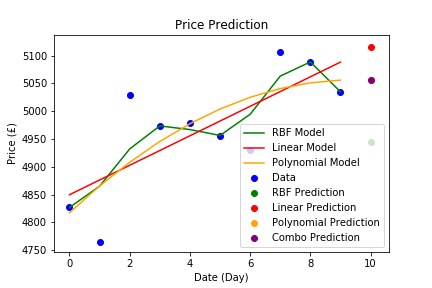 Price Prediction
5100
5050
5000
4950
4900
4850
4800
4750
Price (£)
0
2
4
6
8
10
Date (Day)
RBF Model
Linear Model
Polynomial Model
Data
RBF Prediction
Linear Prediction
Polynomial Prediction
Combo Prediction